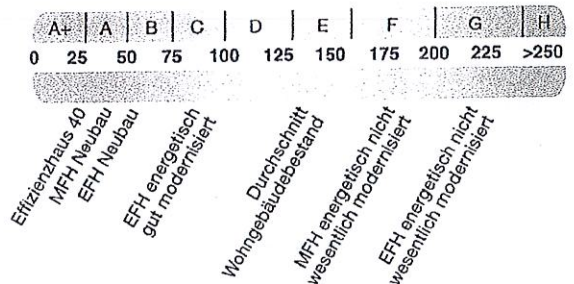 A+ A B C D E F G H
0 25 50 75 100 125 150 175 200 225 >250
Effizienzhaus 40
MFH Neubau
EFH Neubau
EFH energetisch
gut modernisiert
Durchschnitt
Wohngebäudebestand
MFH energetisch nicht
wesentlich modernisiert
EFH energetisch nicht
wesentlich modernisiert